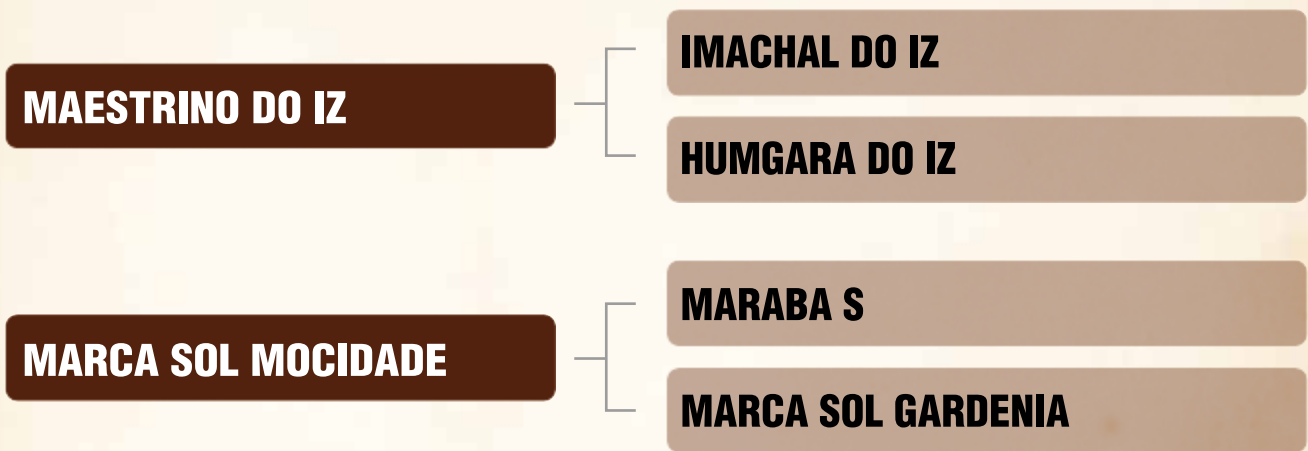 MAESTRINO DO IZ
IMACHAL DO IZ
HUMGARA DO IZ
MARCA SOL MOCIDADE
MARABA S
MARCA SOL GARDENIA